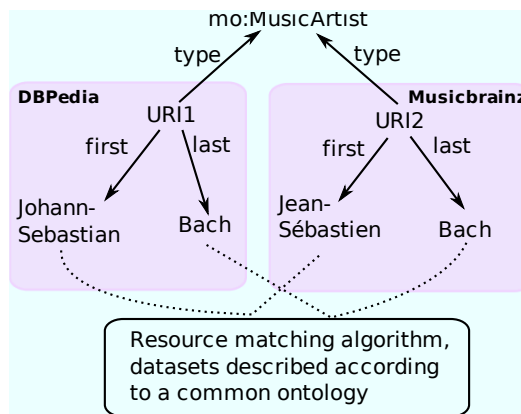 mo:MusicArtist
type
type
DBPedia
Musicbrainz
URI1
URI2
first
last
first
last
Johann-
Sebastian
Bach
Jean-
Sébastien
Bach
Resource matching algorithm,
datasets described according
to a common ontology